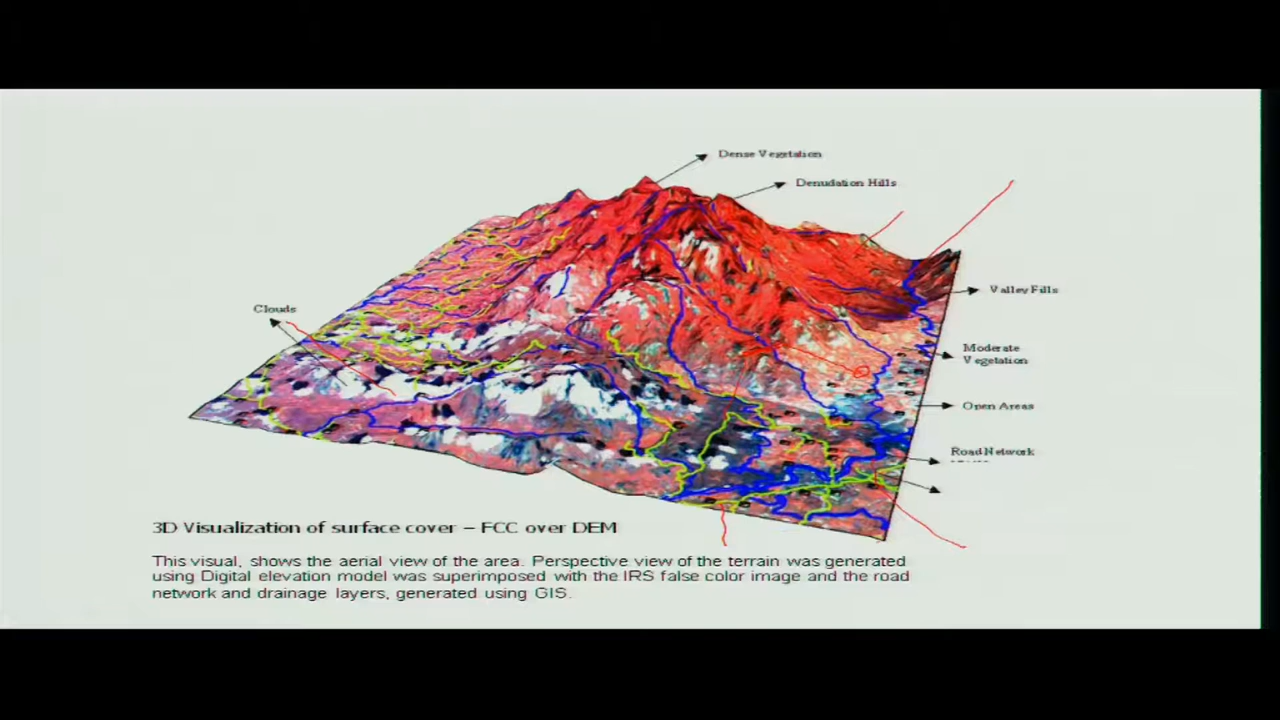 Dense Vegetation
Denudation Hills
Valley Fills
Clouds
Moderate
Vegetation
Open Areas
Road Network
3D Visualization of surface cover – FCC over DEM
This visual, shows the aerial view of the area. Perspective view of the terrain was generated
using Digital elevation model was superimposed with the IRS false color image and the road
network and drainage layers, generated using GIS.